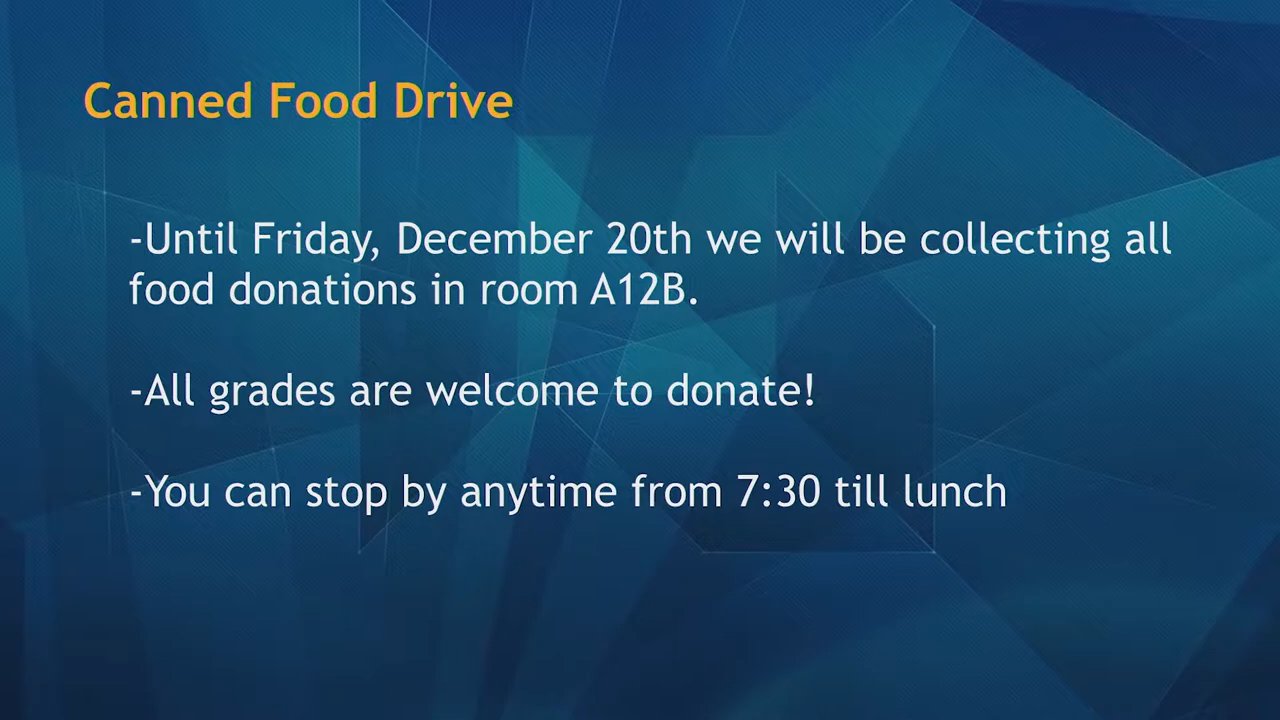 Canned Food Drive
-Until Friday, December 20th we will be collecting all
food donations in room A12B.
-All grades are welcome to donate!
-You can stop by anytime from 7:30 till lunch